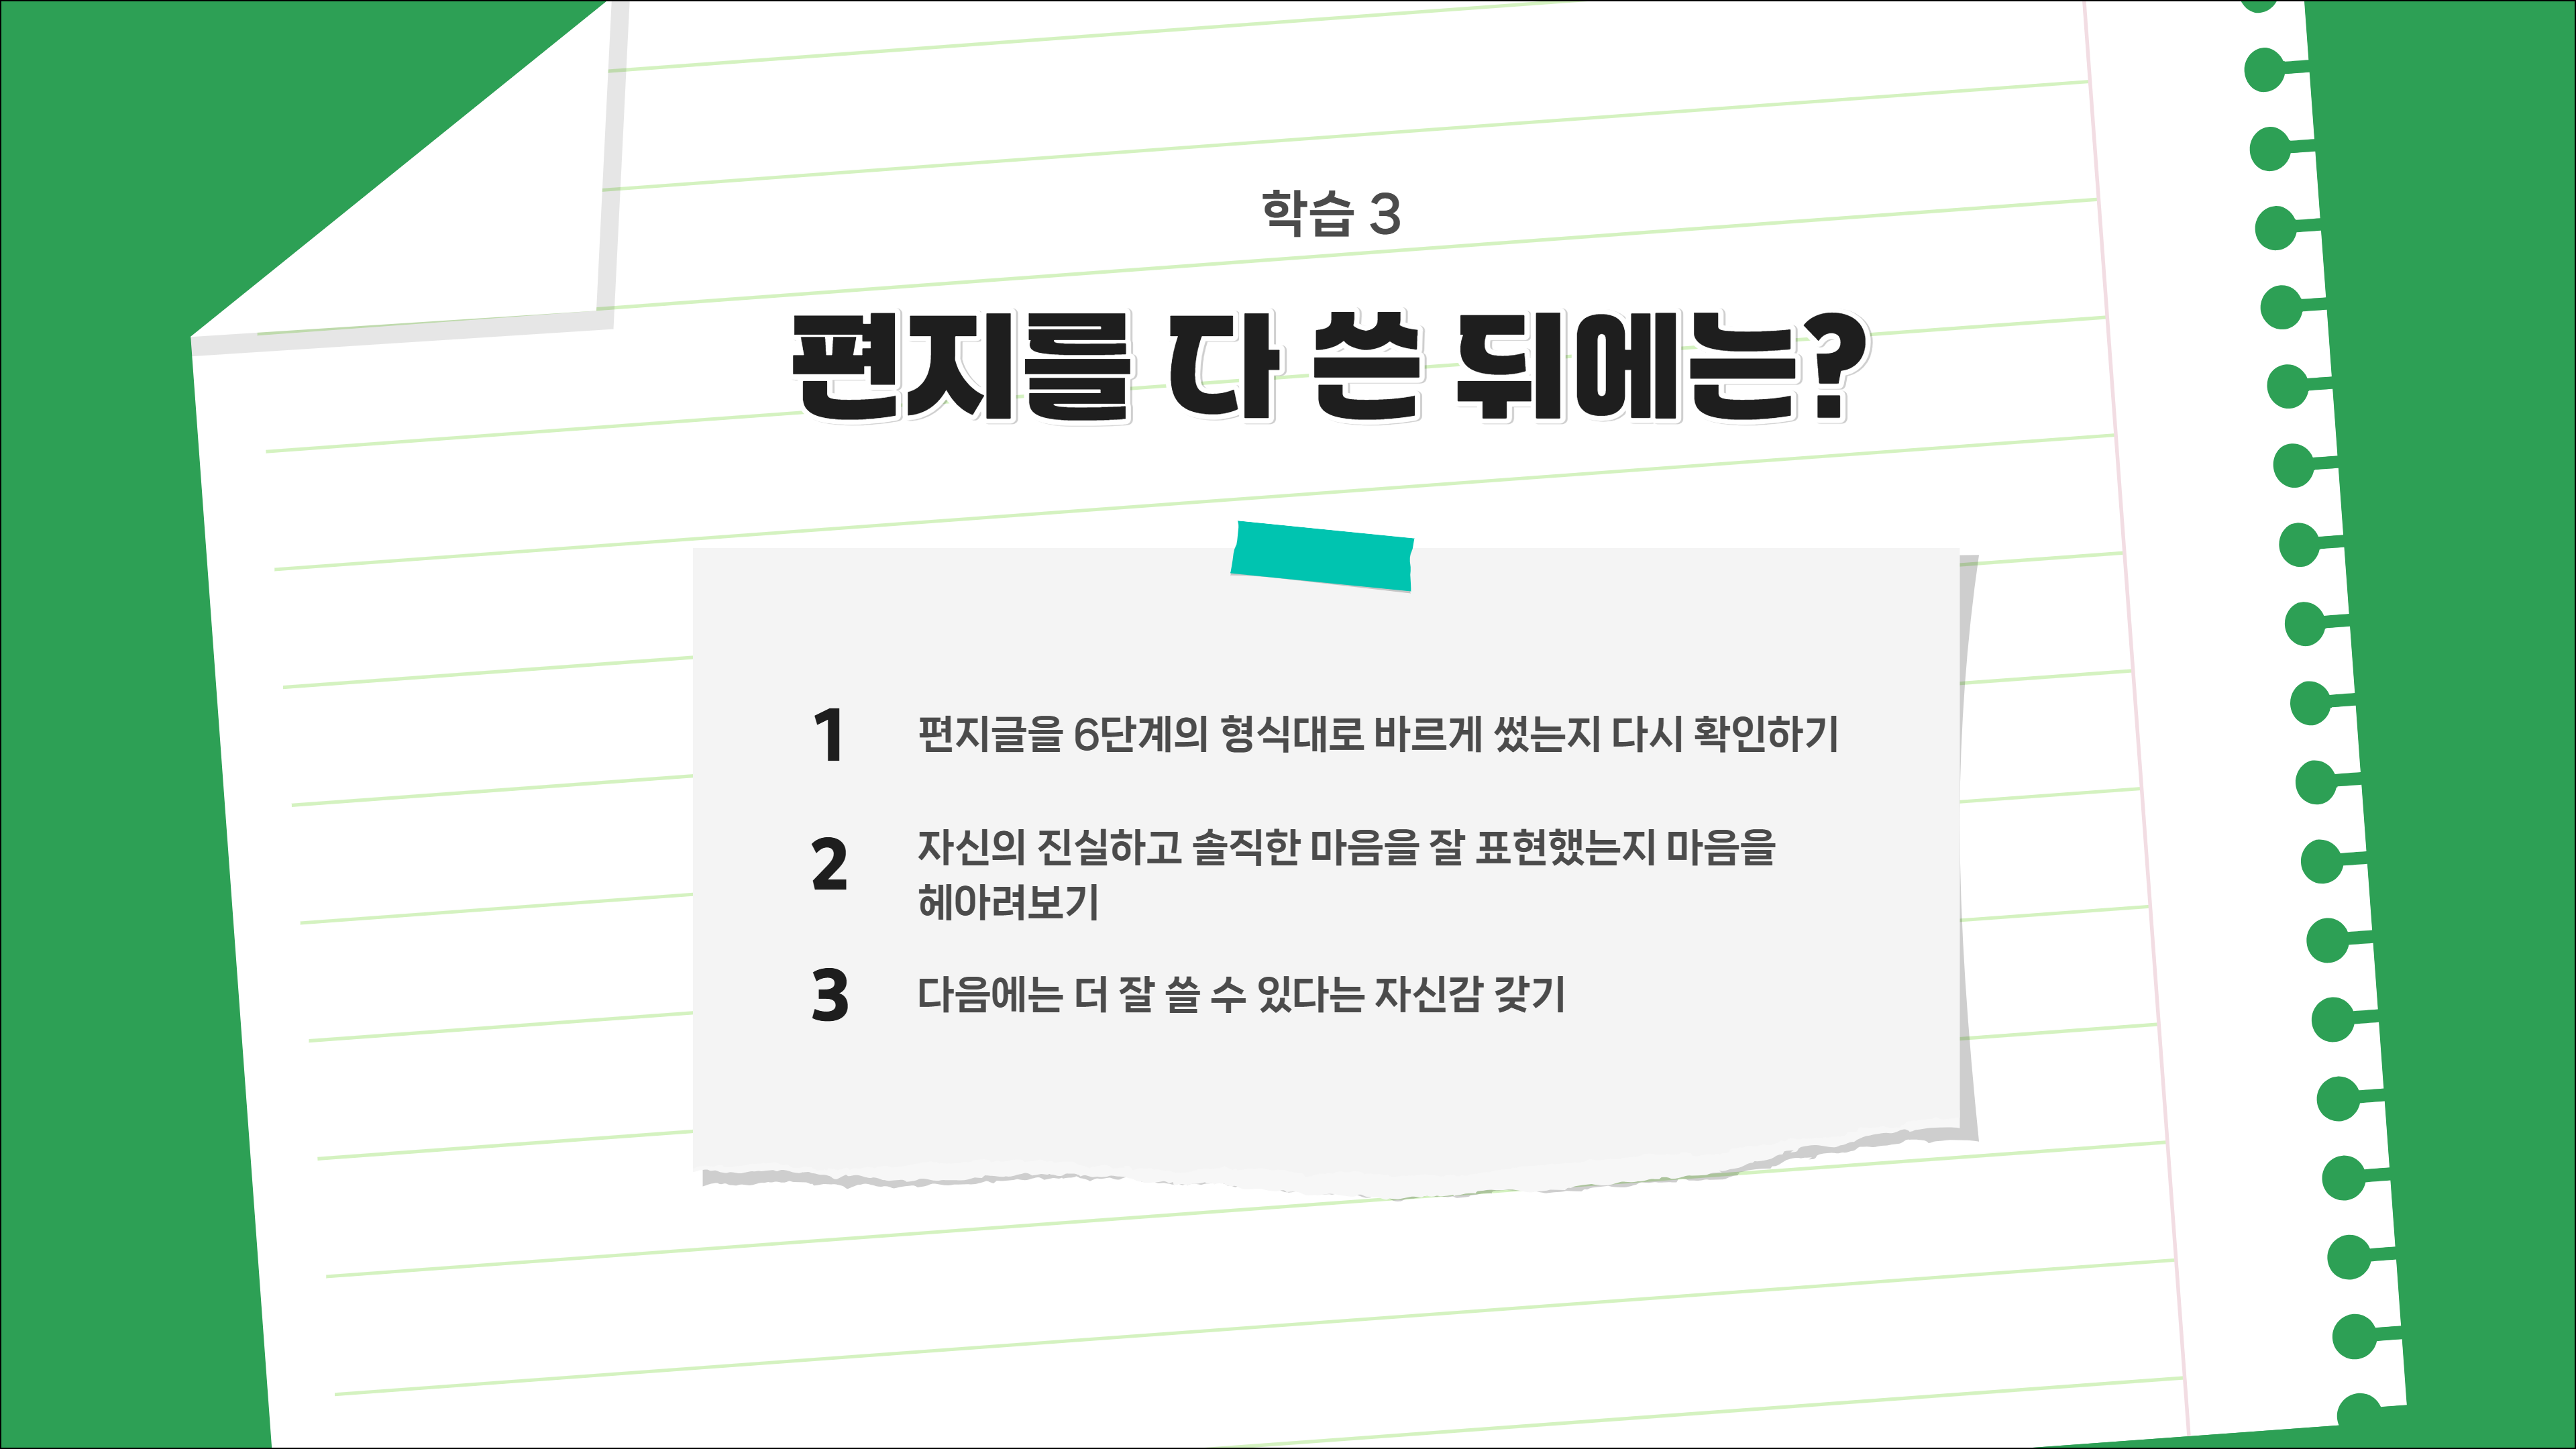 학습 3
편지를 다 쓴 뒤에는?
1 편지글을 6단계의 형식대로 바르게 썼는지 다시 확인하기
2 자신의 진실하고 솔직한 마음을 잘 표현했는지 마음을
헤아려보기
3 다음에는 더 잘 쓸 수 있다는 자신감 갖기